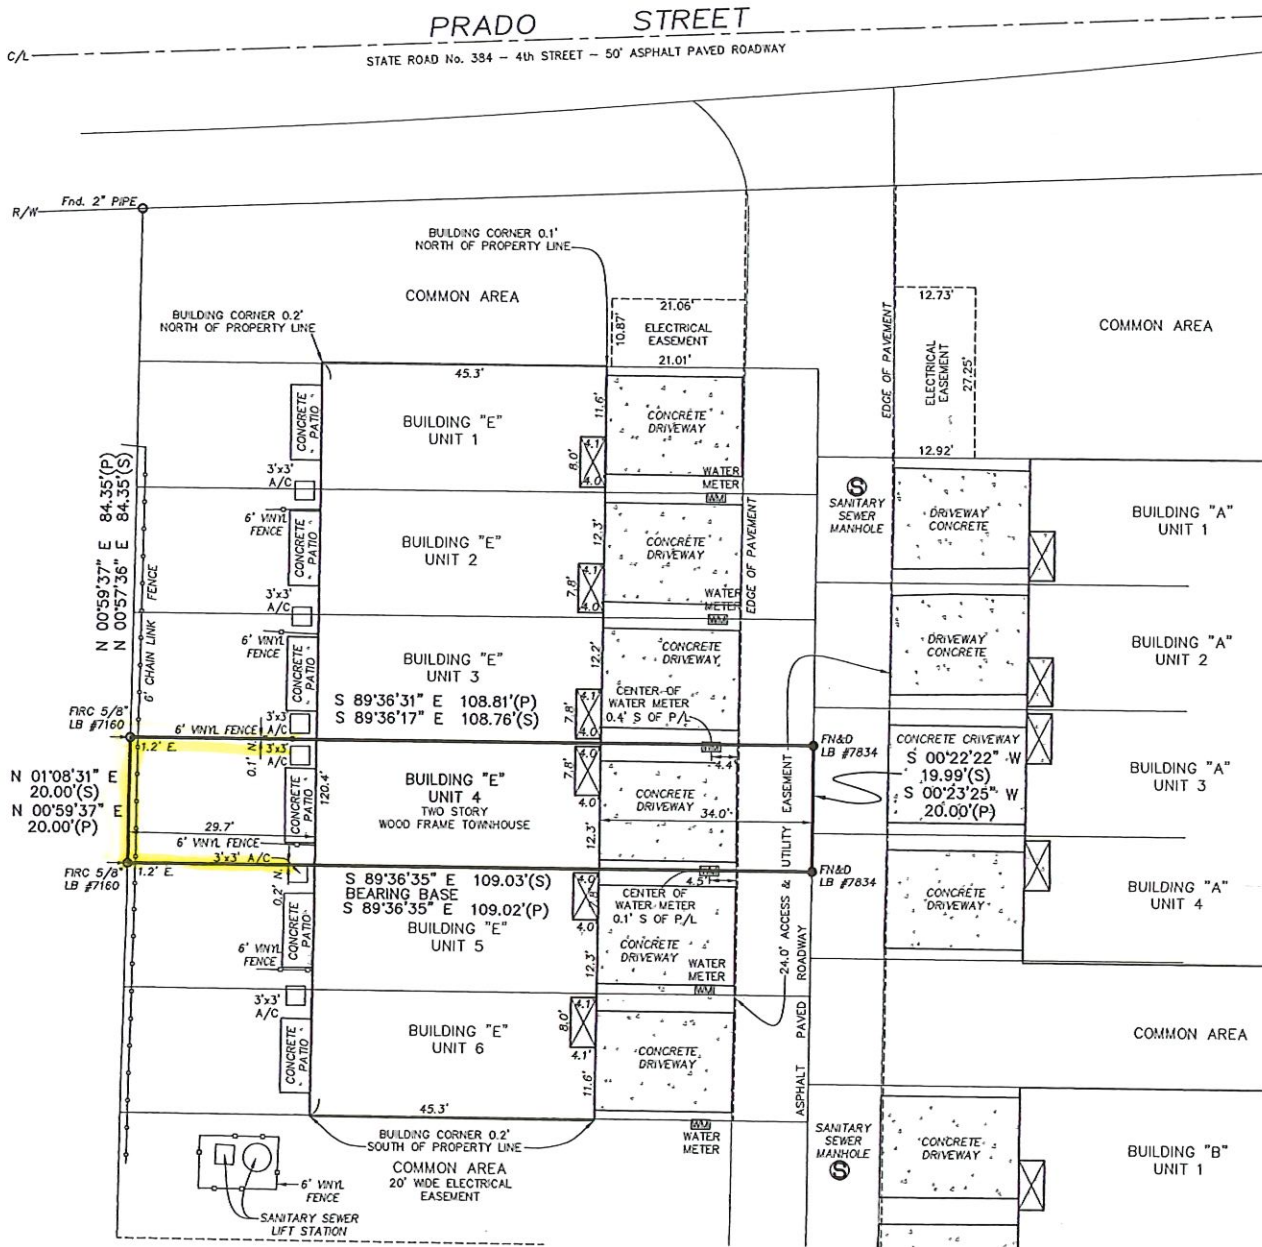 PRADO STREET
C/L
STATE ROAD No. 384 - 4th STREET - 50' ASPHALT PAVED ROADWAY
R/W
Fnd. 2" PIPE
BUILDING CORNER 0.1'
NORTH OF PROPERTY LINE
COMMON AREA
BUILDING CORNER 0.2'
NORTH OF PROPERTY LINE
21.06'
10.87'
ELECTRICAL
EASEMENT
21.01'
EDGE OF PAVEMENT
12.73'
ELECTRICAL
EASEMENT
27.25'
12.92'
COMMON AREA
45.3'
CONCRETE
PATIO
BUILDING "E"
UNIT 1
11.6'
CONCRETE
DRIVEWAY
4.1'
8.0'
4.0'
3'x3'
A/C
WATER
METER
WM
S
SANITARY
SEWER
MANHOLE
DRIVEWAY
CONCRETE
BUILDING "A"
UNIT 1
N 00°59'37" E 84.35'(P)
N 00°57'36" E 84.35'(S)
6' CHAIN LINK FENCE
6' VINYL
FENCE
CONCRETE
PATIO
BUILDING "E"
UNIT 2
12.3'
CONCRETE
DRIVEWAY
EDGE OF PAVEMENT
4.1'
7.8'
4.0'
3'x3'
A/C
WATER
METER
WM
DRIVEWAY
CONCRETE
BUILDING "A"
UNIT 2
6' VINYL
FENCE
CONCRETE
PATIO
BUILDING "E"
UNIT 3
12.2'
CONCRETE
DRIVEWAY
S 89°36'31" E 108.81'(P)
S 89°36'17" E 108.76'(S)
4.1'
7.8'
4.0'
CENTER OF
WATER METER
0.4' S OF P/L
FIRC 5/8"
LB #7160
6' VINYL FENCE
3'x3'
A/C
1.2' E.
0.1' N.
3'x3'
A/C
WM
4.4'
FN&D
LB #7834
CONCRETE DRIVEWAY
S 00°22'22" W
19.99'(S)
S 00°23'25" W
20.00'(P)
BUILDING "A"
UNIT 3
N 01°08'31" E
20.00'(S)
N 00°59'37" E
20.00'(P)
CONCRETE
PATIO
120.4'
BUILDING "E"
UNIT 4
TWO STORY
WOOD FRAME TOWNHOUSE
4.0'
7.8'
4.0'
CONCRETE
DRIVEWAY
34.0'
12.3'
29.7'
6' VINYL FENCE
3'x3' A/C
FIRC 5/8"
LB #7160
1.2' E.
0.2' N.
S 89°36'35" E 109.03'(S)
BEARING BASE
S 89°36'35" E 109.02'(P)
WM
4.5'
FN&D
LB #7834
24.0' ACCESS & UTILITY EASEMENT
CONCRETE
DRIVEWAY
BUILDING "A"
UNIT 4
CONCRETE
PATIO
BUILDING "E"
UNIT 5
4.0'
7.8'
4.0'
CENTER OF
WATER METER
0.1' S OF P/L
CONCRETE
DRIVEWAY
12.3'
6' VINYL
FENCE
WATER
METER
WM
ASPHALT PAVED ROADWAY
3'x3'
A/C
CONCRETE
PATIO
BUILDING "E"
UNIT 6
4.1'
8.0'
4.1'
11.6'
CONCRETE
DRIVEWAY
COMMON AREA
45.3'
WM
WATER
METER
BUILDING CORNER 0.2'
SOUTH OF PROPERTY LINE
SANITARY
SEWER
MANHOLE
S
CONCRETE
DRIVEWAY
BUILDING "B"
UNIT 1
COMMON AREA
20' WIDE ELECTRICAL
EASEMENT
6' VINYL
FENCE
SANITARY SEWER
LIFT STATION